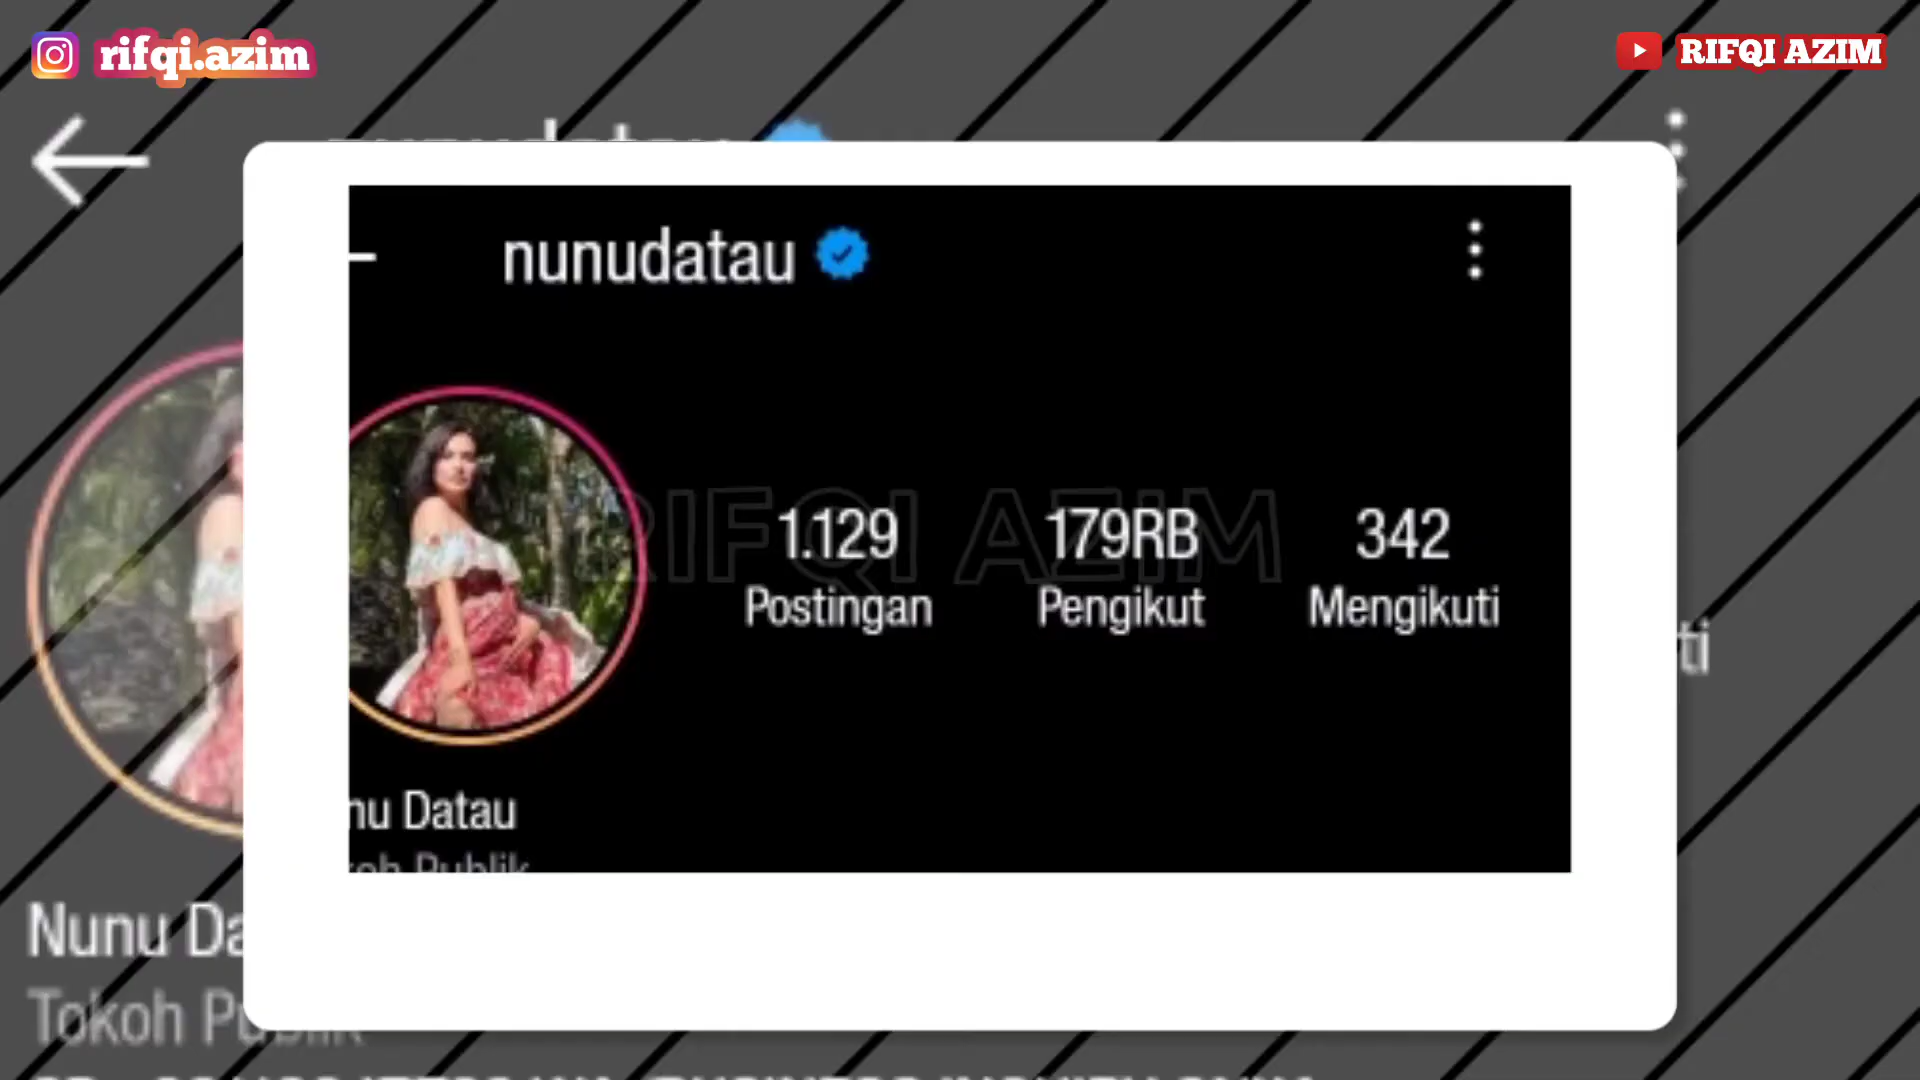 rifqi.azim
RIFQI AZIM
nunudatau
RIFQI AZIM
1.129 179RB 342
Postingan Pengikut Mengikuti
nu Datau
Nunu Da
Tokoh Publik